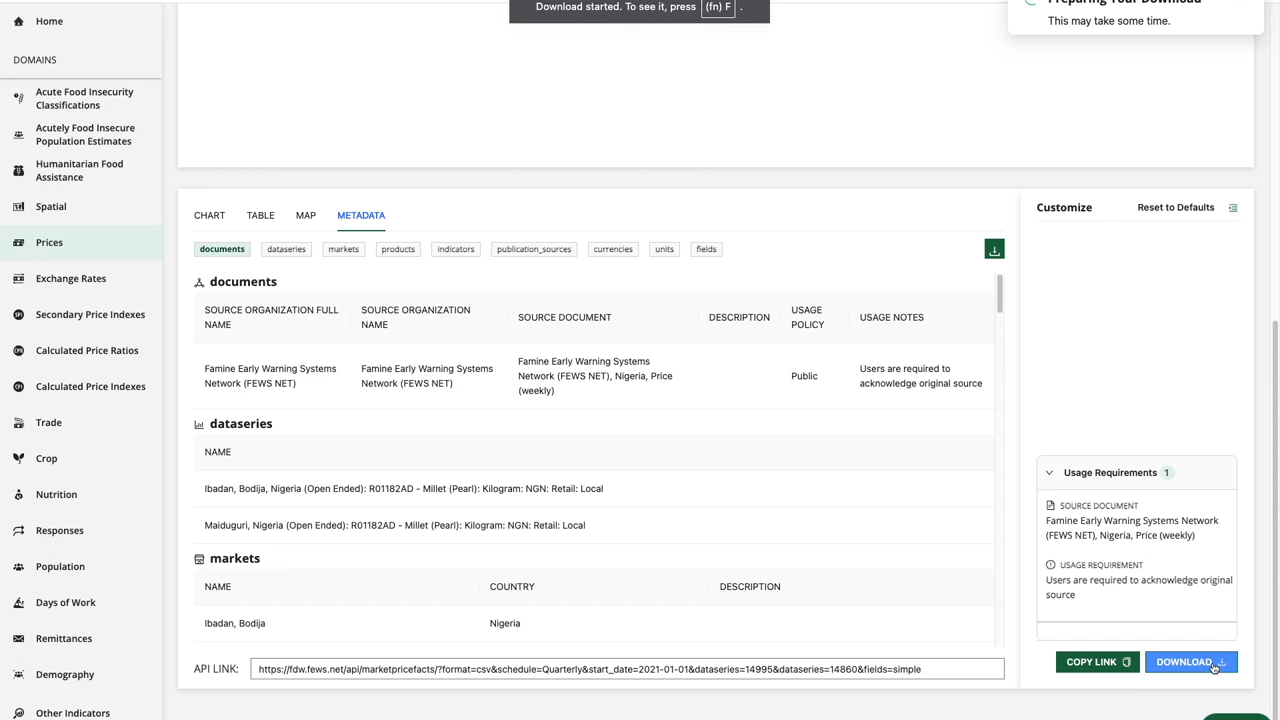 Download started. To see it, press (fn) F .
Preparing Your Download
This may take some time.
Home
DOMAINS
Acute Food Insecurity
Classifications
Acutely Food Insecure
Population Estimates
Humanitarian Food
Assistance
Spatial
Prices
Exchange Rates
Secondary Price Indexes
Calculated Price Ratios
Calculated Price Indexes
Trade
Crop
Nutrition
Responses
Population
Days of Work
Remittances
Demography
Other Indicators
CHART TABLE MAP METADATA
documents dataseries markets products indicators publication_sources currencies units fields
documents
SOURCE ORGANIZATION FULL
NAME
SOURCE ORGANIZATION
NAME
SOURCE DOCUMENT
DESCRIPTION
USAGE
POLICY
USAGE NOTES
Famine Early Warning Systems
Network (FEWS NET)
Famine Early Warning Systems
Network (FEWS NET)
Famine Early Warning Systems
Network (FEWS NET), Nigeria, Price
(weekly)
Public
Users are required to
acknowledge original source
dataseries
NAME
Ibadan, Bodija, Nigeria (Open Ended): R01182AD - Millet (Pearl): Kilogram: NGN: Retail: Local
Maiduguri, Nigeria (Open Ended): R01182AD - Millet (Pearl): Kilogram: NGN: Retail: Local
markets
NAME COUNTRY DESCRIPTION
Ibadan, Bodija Nigeria
API LINK: https://fdw.fews.net/api/marketpricefacts/?format=csv&schedule=Quarterly&start_date=2021-01-01&dataseries=14995&dataseries=14860&fields=simple
Customize Reset to Defaults
Usage Requirements 1
SOURCE DOCUMENT
Famine Early Warning Systems Network
(FEWS NET), Nigeria, Price (weekly)
USAGE REQUIREMENT
Users are required to acknowledge original
source
COPY LINK DOWNLOAD